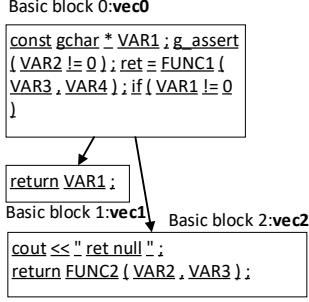 Basic block 0:vec0
const gchar * VAR1 ; g_assert
( VAR2 != 0 ) ; ret = FUNC1 (
VAR3 , VAR4 ) ; if ( VAR1 != 0
)
return VAR1 ;
Basic block 1:vec1
Basic block 2:vec2
cout << " ret null " ;
return FUNC2 ( VAR2 , VAR3 ) ;